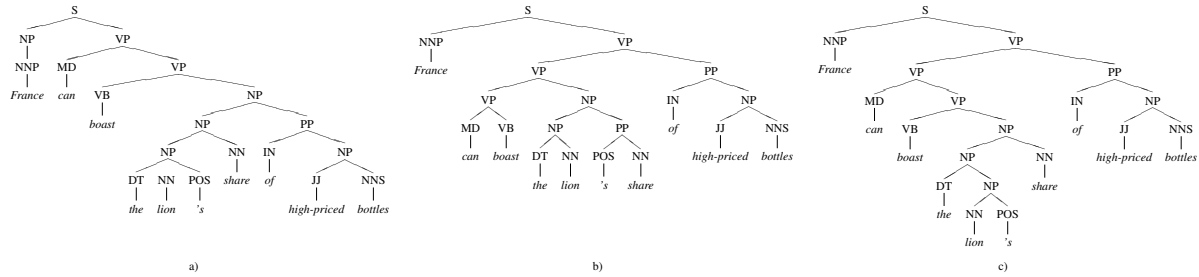 S S S
NP VP NNP VP NNP VP
NNP MD VP France VP PP France VP PP
France can VB NP VP NP IN NP MD VP IN NP
boast NP PP MD VB NP PP of JJ NNS can VB NP of JJ NNS
NP NN IN NP can boast DT NN POS NN high-priced bottles boast NP NN high-priced bottles
DT NN POS share of JJ NNS the lion 's share DT NP share
the lion 's high-priced bottles the NN POS
lion 's
a) b) c)